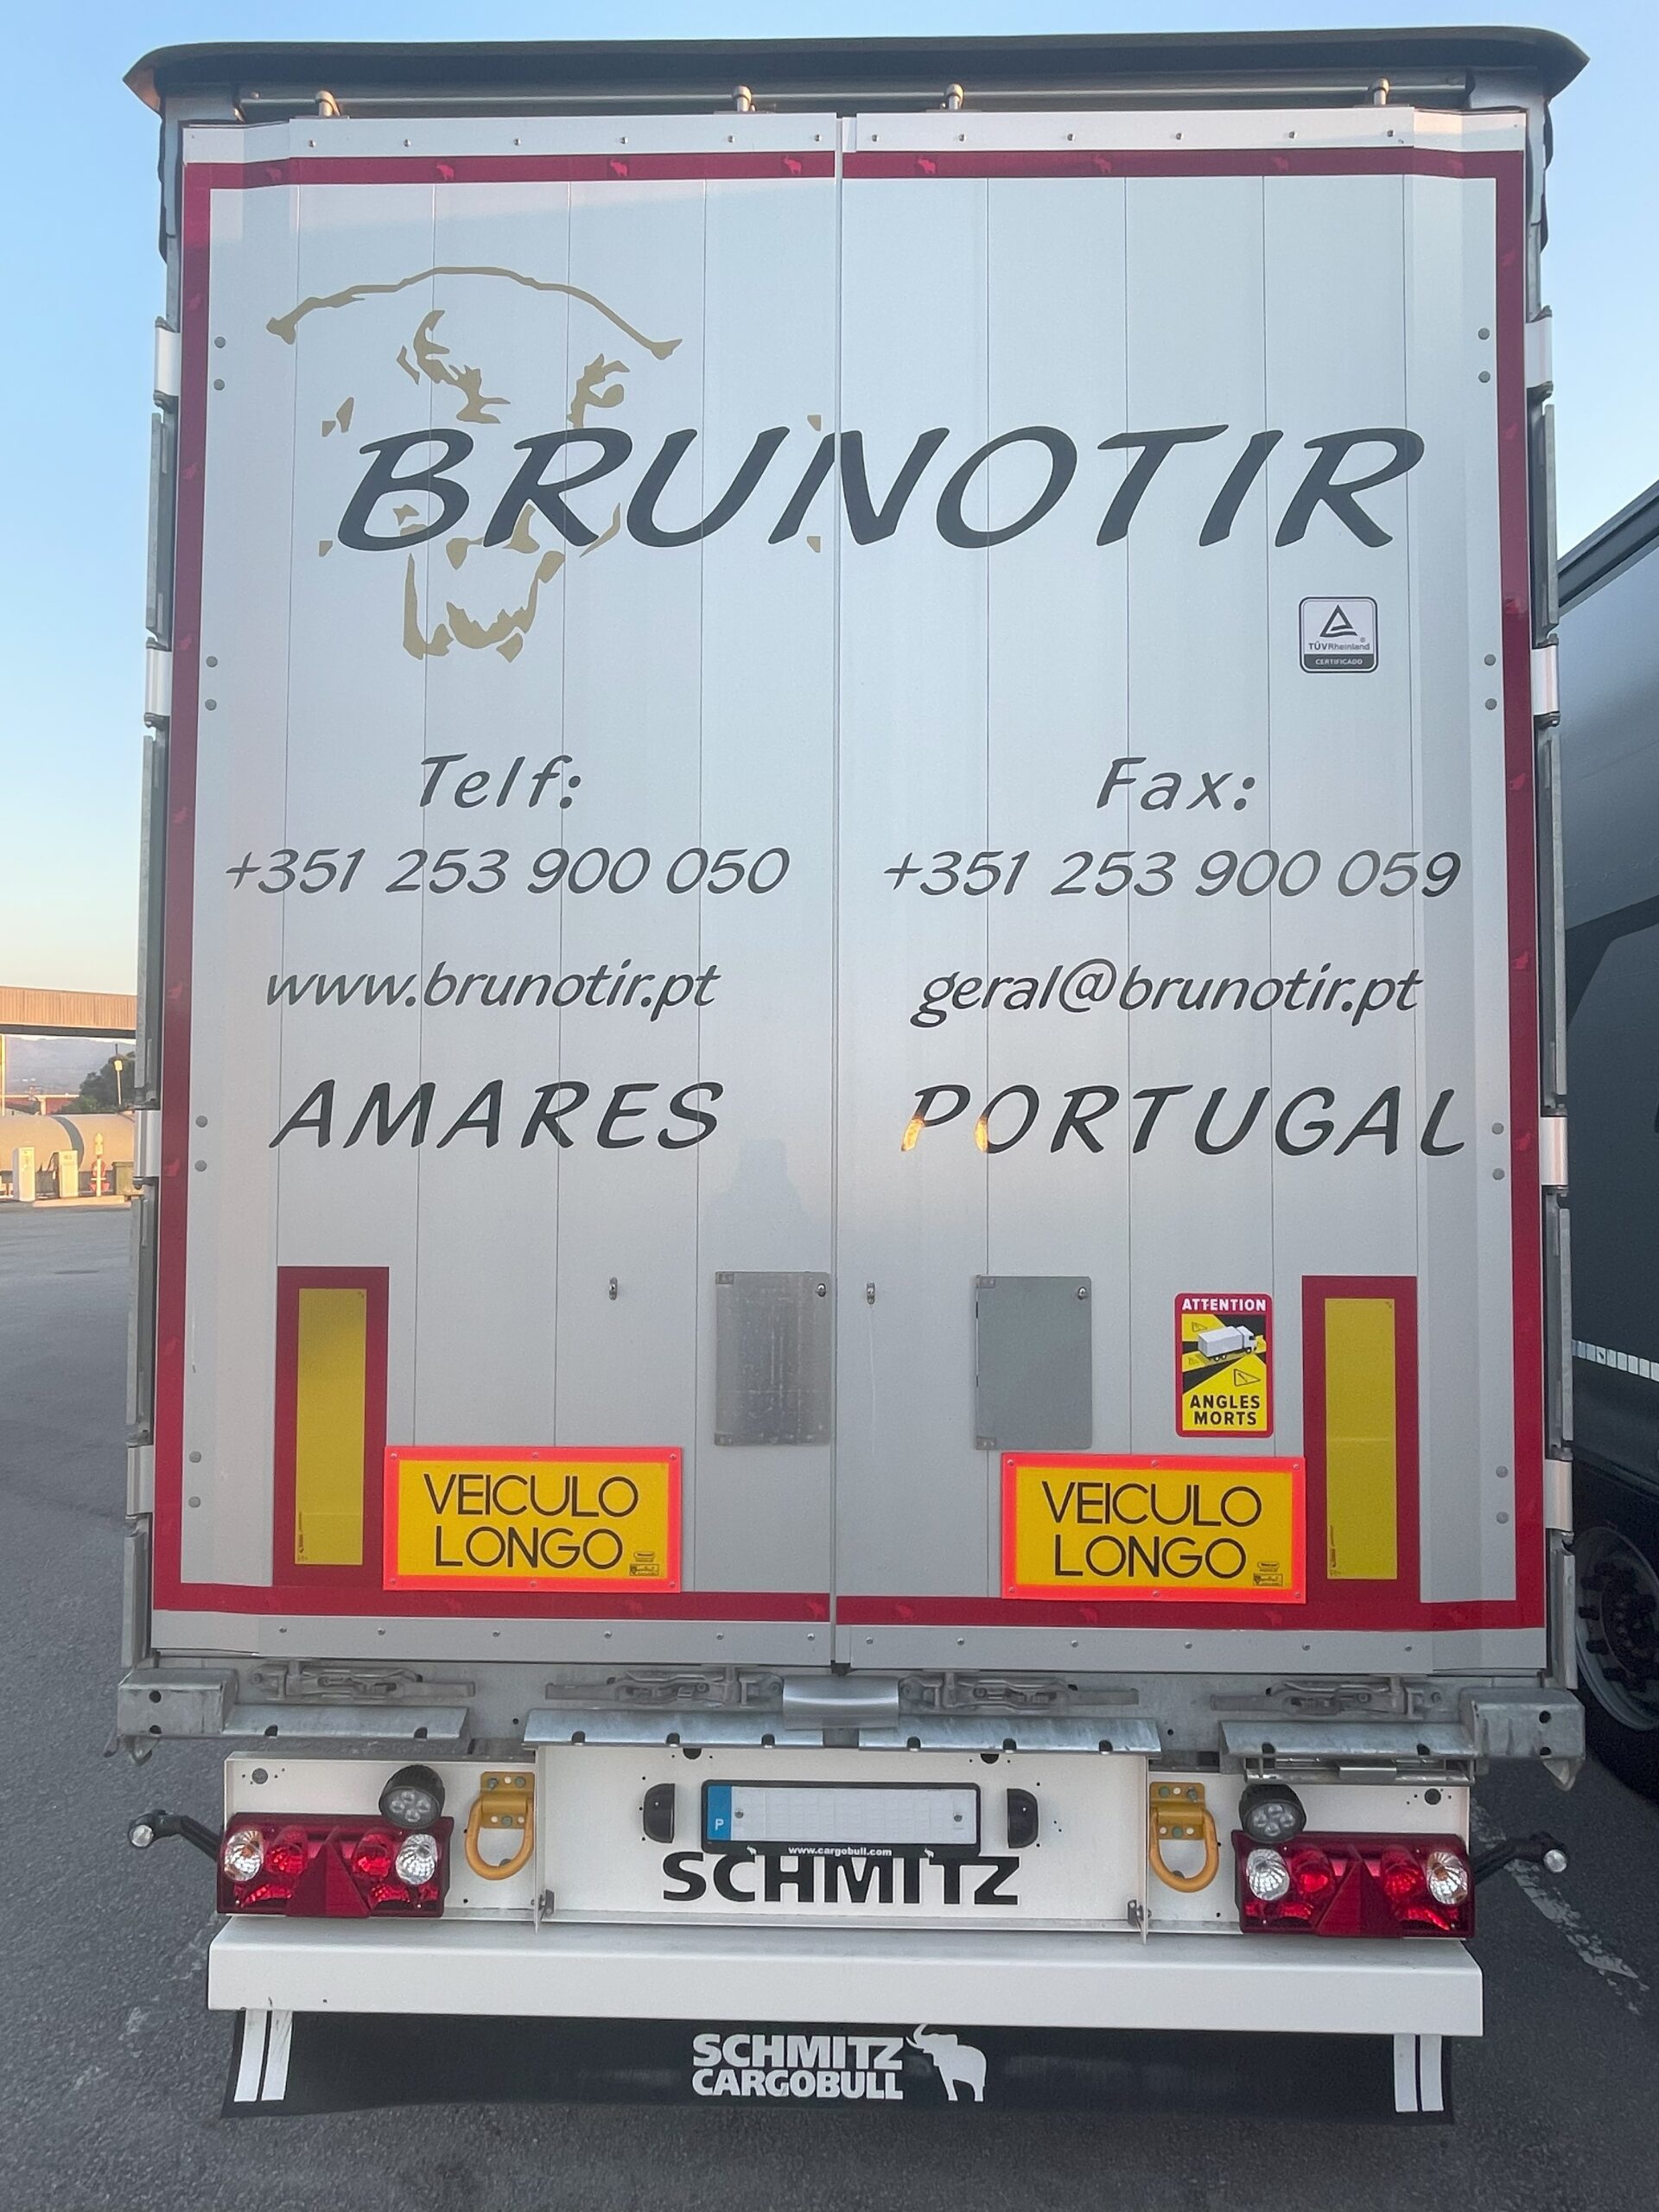 BRUNOTIR
TÜVRheinland®
CERTIFICADO
Telf:
Fax:
+351 253 900 050
+351 253 900 059
www.brunotir.pt
geral@brunotir.pt
AMARES
PORTUGAL
ATTENTION
ANGLES
MORTS
VEICULO
LONGO
VEICULO
LONGO
P
www.cargobull.com
SCHMITZ
SCHMITZ
CARGOBULL